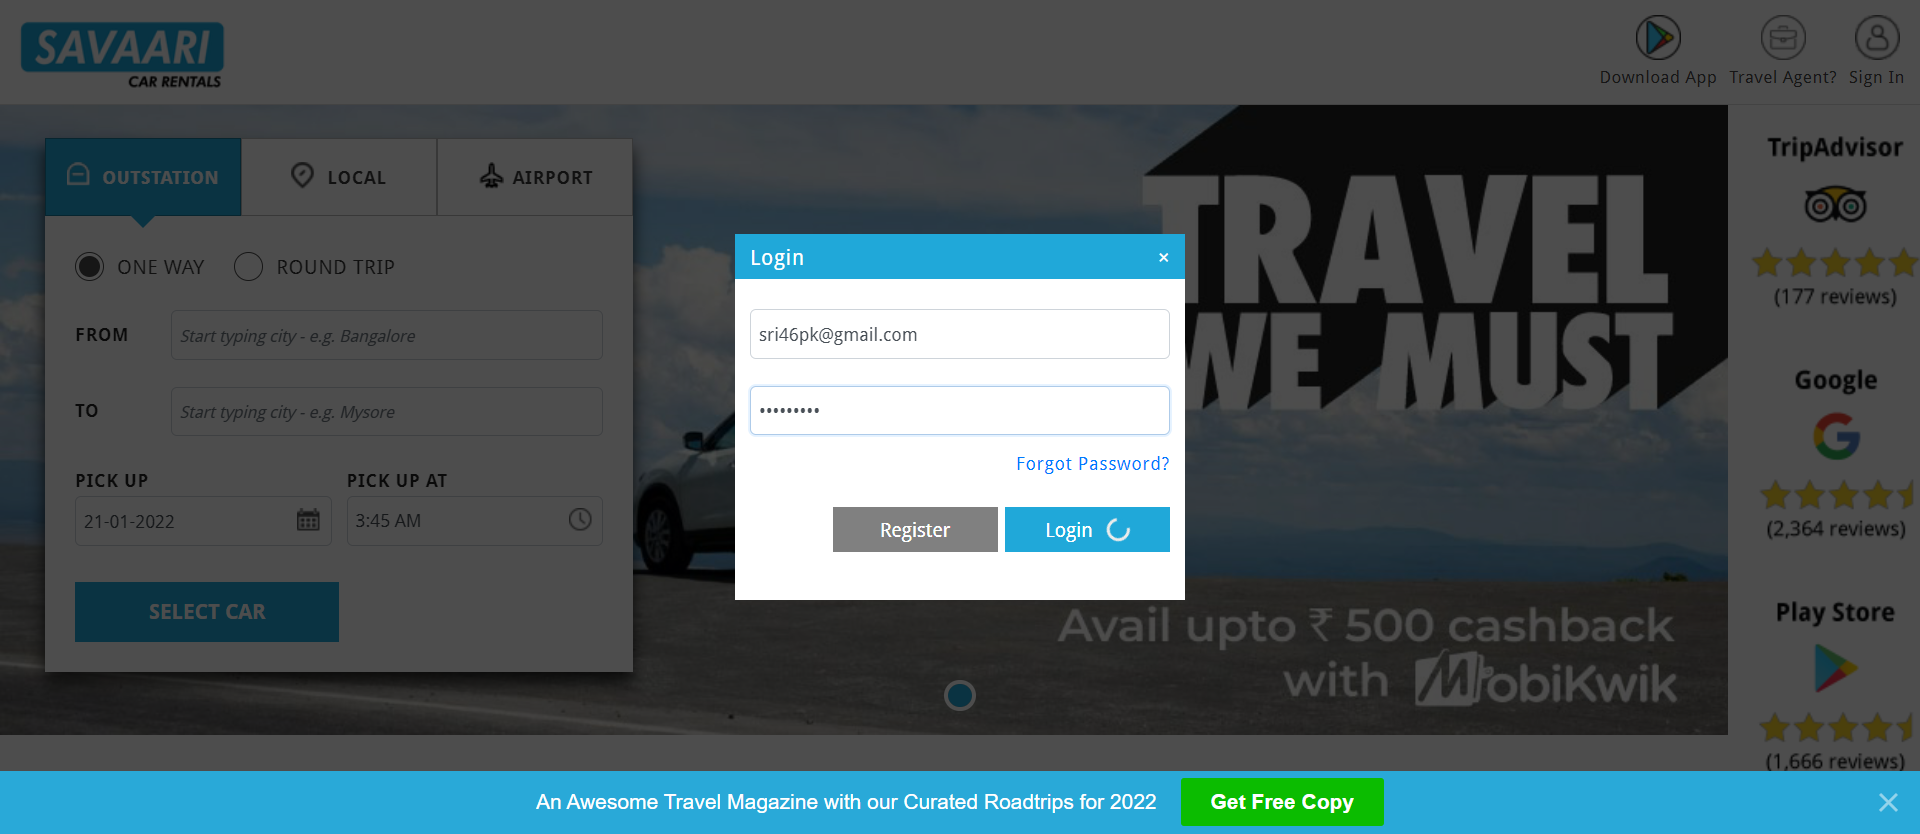 SAVAARI
CAR RENTALS
Download App
Travel Agent?
Sign In
OUTSTATION
LOCAL
AIRPORT
ONE WAY
ROUND TRIP
FROM
Start typing city - e.g. Bangalore
TO
Start typing city - e.g. Mysore
PICK UP
PICK UP AT
21-01-2022
3:45 AM
SELECT CAR
TRAVEL
WE MUST
Avail upto ₹ 500 cashback
with MobiKwik
Login
×
sri46pk@gmail.com
•••••••••
Forgot Password?
Register
Login
TripAdvisor
(177 reviews)
Google
(2,364 reviews)
Play Store
(1,666 reviews)
An Awesome Travel Magazine with our Curated Roadtrips for 2022
Get Free Copy